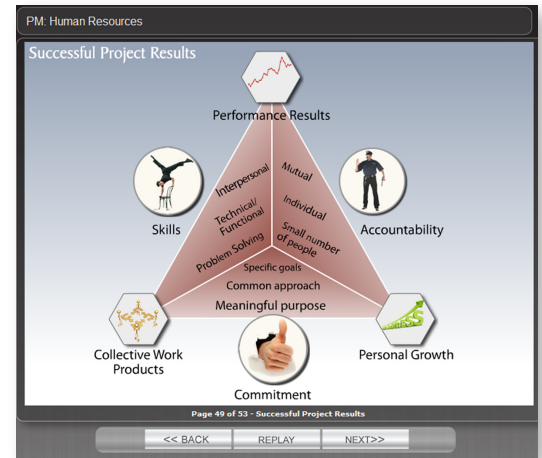 PM: Human Resources
Successful Project Results
Performance Results
Interpersonal
Technical/
Functional
Problem Solving
Mutual
Individual
Small number
of people
Skills
Accountability
Specific goals
Common approach
Meaningful purpose
Collective Work
Products
Personal Growth
Commitment
Page 49 of 53 - Successful Project Results
<< BACK
REPLAY
NEXT>>